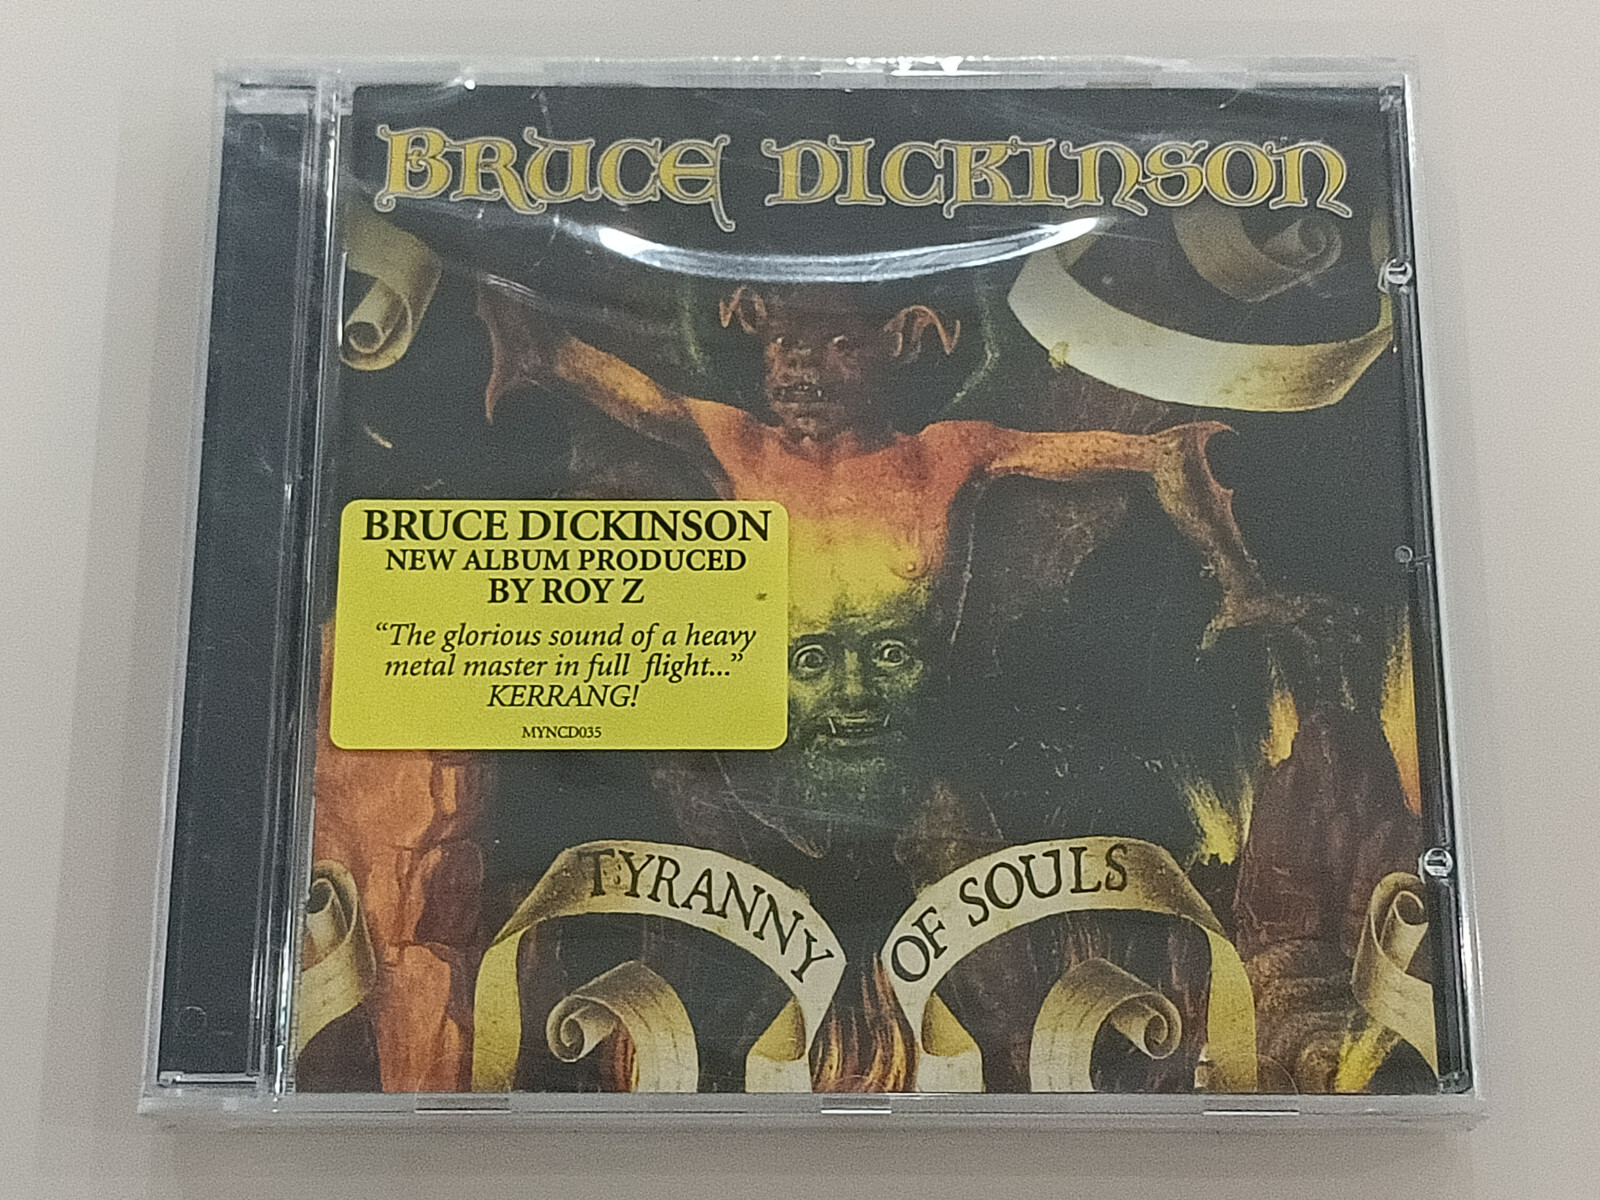 BRUCE DICKINSON
BRUCE DICKINSON
NEW ALBUM PRODUCED
BY ROY Z
“The glorious sound of a heavy
metal master in full flight...”
KERRANG!
MYNCD035
TYRANNY OF SOULS